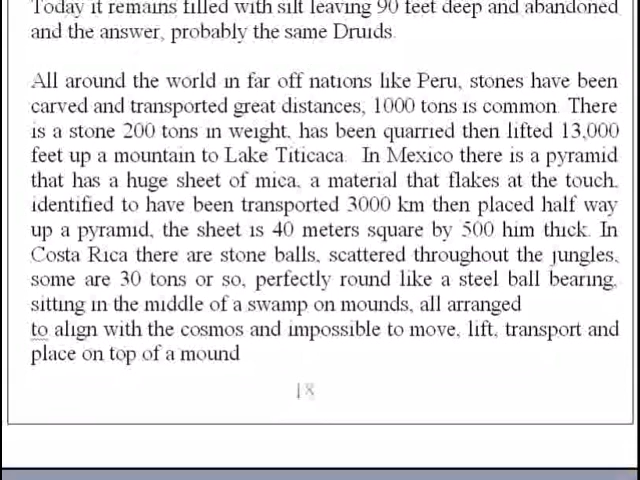 Today it remains filled with silt leaving 90 feet deep and abandoned
and the answer, probably the same Druids.
All around the world in far off nations like Peru, stones have been
carved and transported great distances, 1000 tons is common. There
is a stone 200 tons in weight, has been quarried then lifted 13,000
feet up a mountain to Lake Titicaca. In Mexico there is a pyramid
that has a huge sheet of mica, a material that flakes at the touch,
identified to have been transported 3000 km then placed half way
up a pyramid, the sheet is 40 meters square by 500 him thick. In
Costa Rica there are stone balls, scattered throughout the jungles,
some are 30 tons or so, perfectly round like a steel ball bearing,
sitting in the middle of a swamp on mounds, all arranged
to align with the cosmos and impossible to move, lift, transport and
place on top of a mound
18